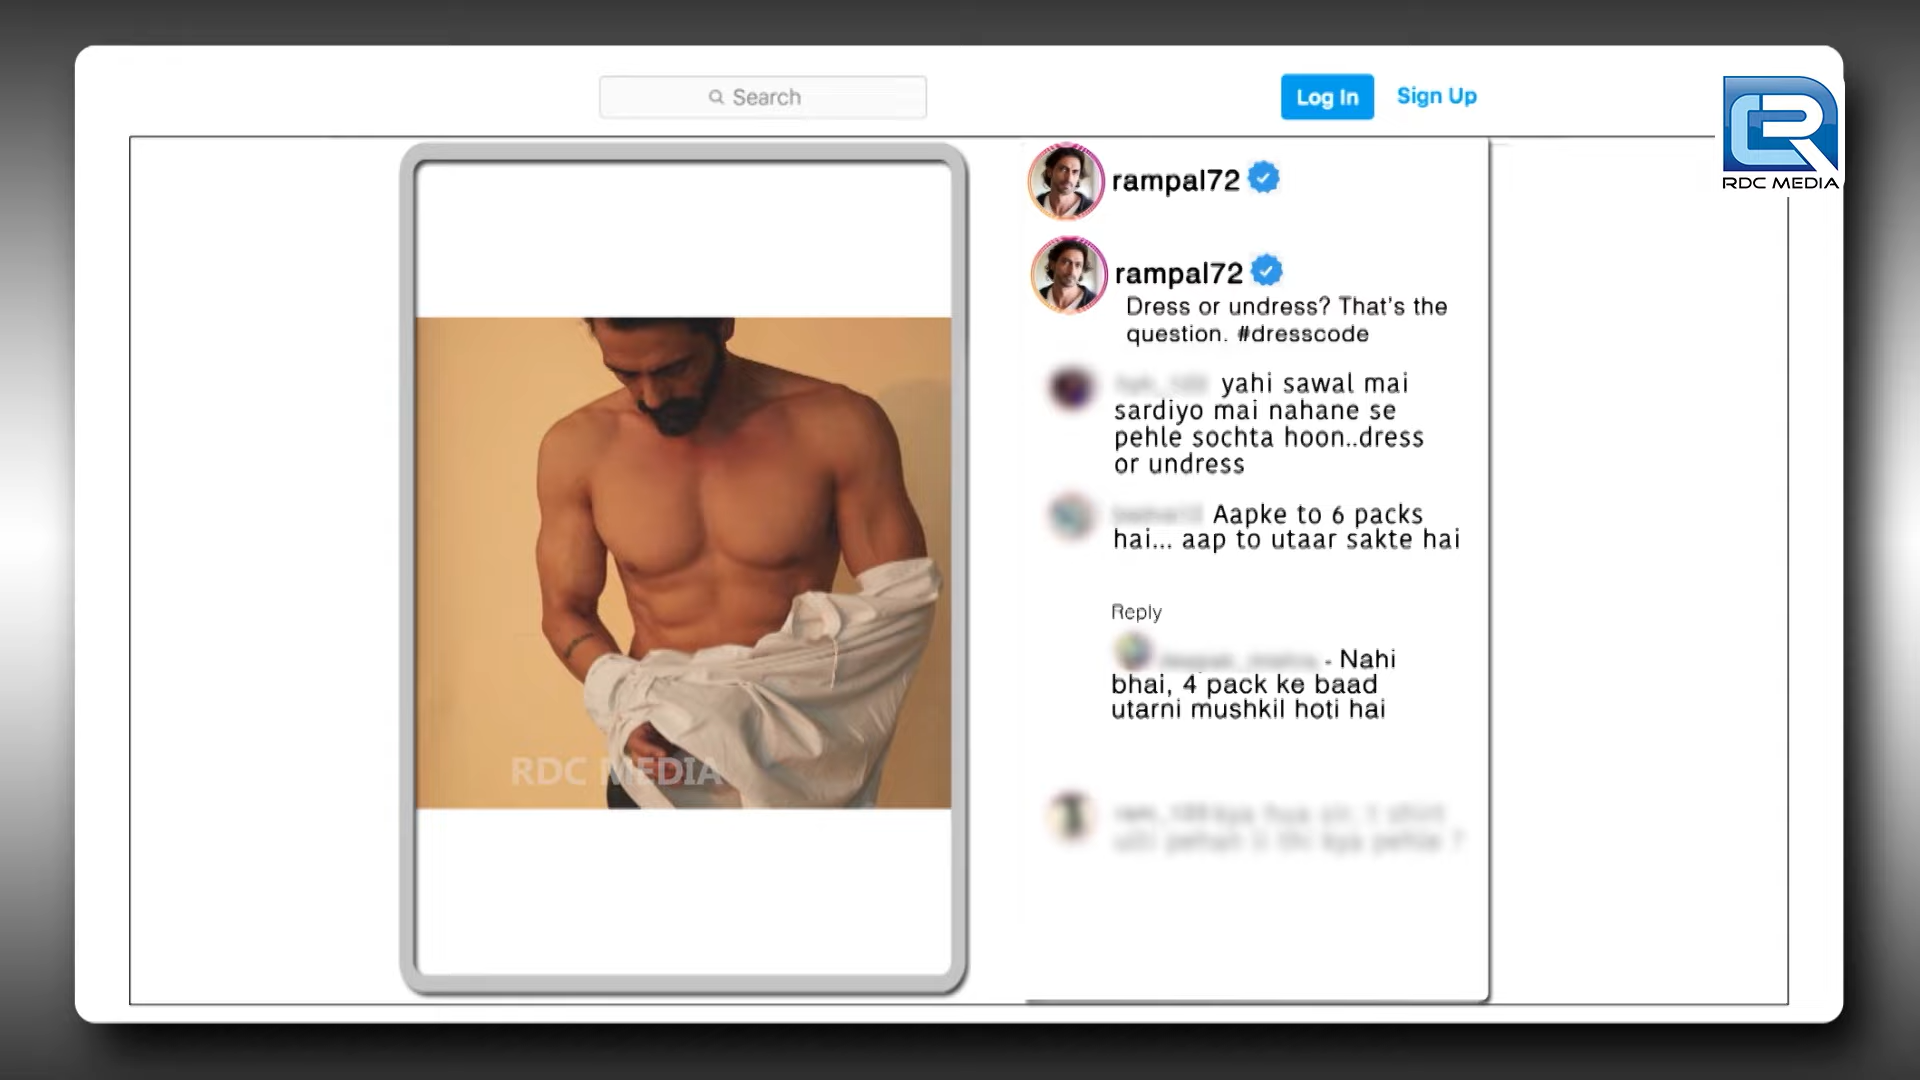 Search
Log In
Sign Up
RDC MEDIA
rampal72
rampal72
Dress or undress? That's the
question. #dresscode
yahi sawal mai
sardiyo mai nahane se
pehle sochta hoon..dress
or undress
Aapke to 6 packs
hai... aap to utaar sakte hai
Reply
- Nahi
bhai, 4 pack ke baad
utarni mushkil hoti hai
RDC MEDIA